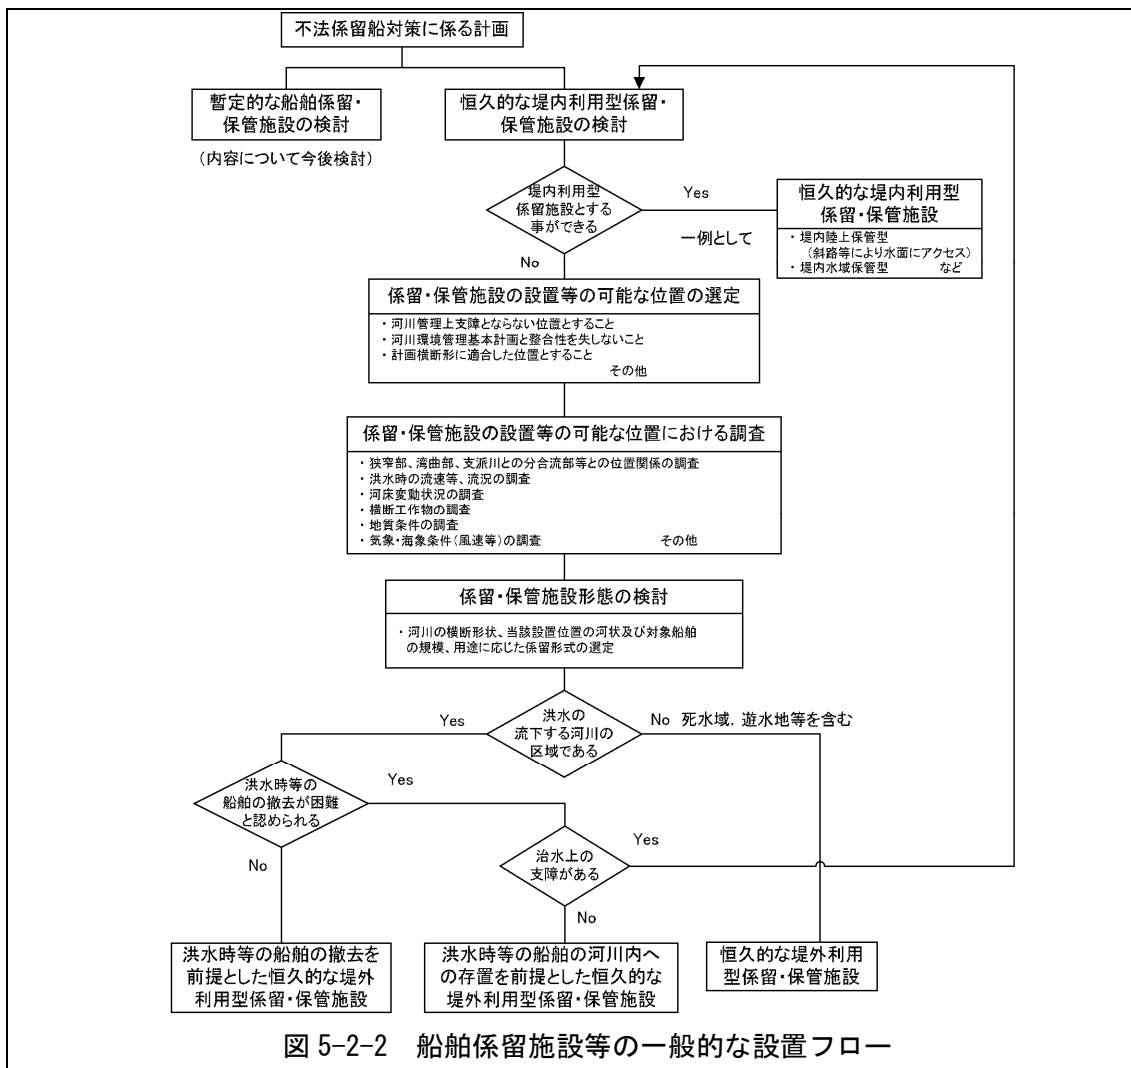 不法係留船対策に係る計画
暫定的な船舶係留・
保管施設の検討
(内容について今後検討)
恒久的な堤内利用型係留・
保管施設の検討
堤内利用型
係留施設とする
事ができる
Yes
一例として
恒久的な堤内利用型
係留・保管施設
・堤内陸上保管型
(斜路等により水面にアクセス)
・堤内水域保管型 など
No
係留・保管施設の設置等の可能な位置の選定
・河川管理上支障とならない位置とすること
・河川環境管理基本計画と整合性を失しないこと
・計画横断形に適合した位置とすること
その他
係留・保管施設の設置等の可能な位置における調査
・狭窄部、湾曲部、支派川との分合流部等との位置関係の調査
・洪水時の流速等、流況の調査
・河床変動状況の調査
・横断工作物の調査
・地質条件の調査
・気象・海象条件(風速等)の調査 その他
係留・保管施設形態の検討
・河川の横断形状、当該設置位置の河状及び対象船舶
の規模、用途に応じた係留形式の選定
洪水の
流下する河川の
区域である
Yes
No 死水域，遊水地等を含む
洪水時等の
船舶の撤去が困難
と認められる
Yes
No
治水上の
支障がある
Yes
No
洪水時等の船舶の撤去を
前提とした恒久的な堤外
利用型係留・保管施設
洪水時等の船舶の河川内へ
の存置を前提とした恒久的な
堤外利用型係留・保管施設
恒久的な堤外利用
型係留・保管施設
図 5-2-2 船舶係留施設等の一般的な設置フロー